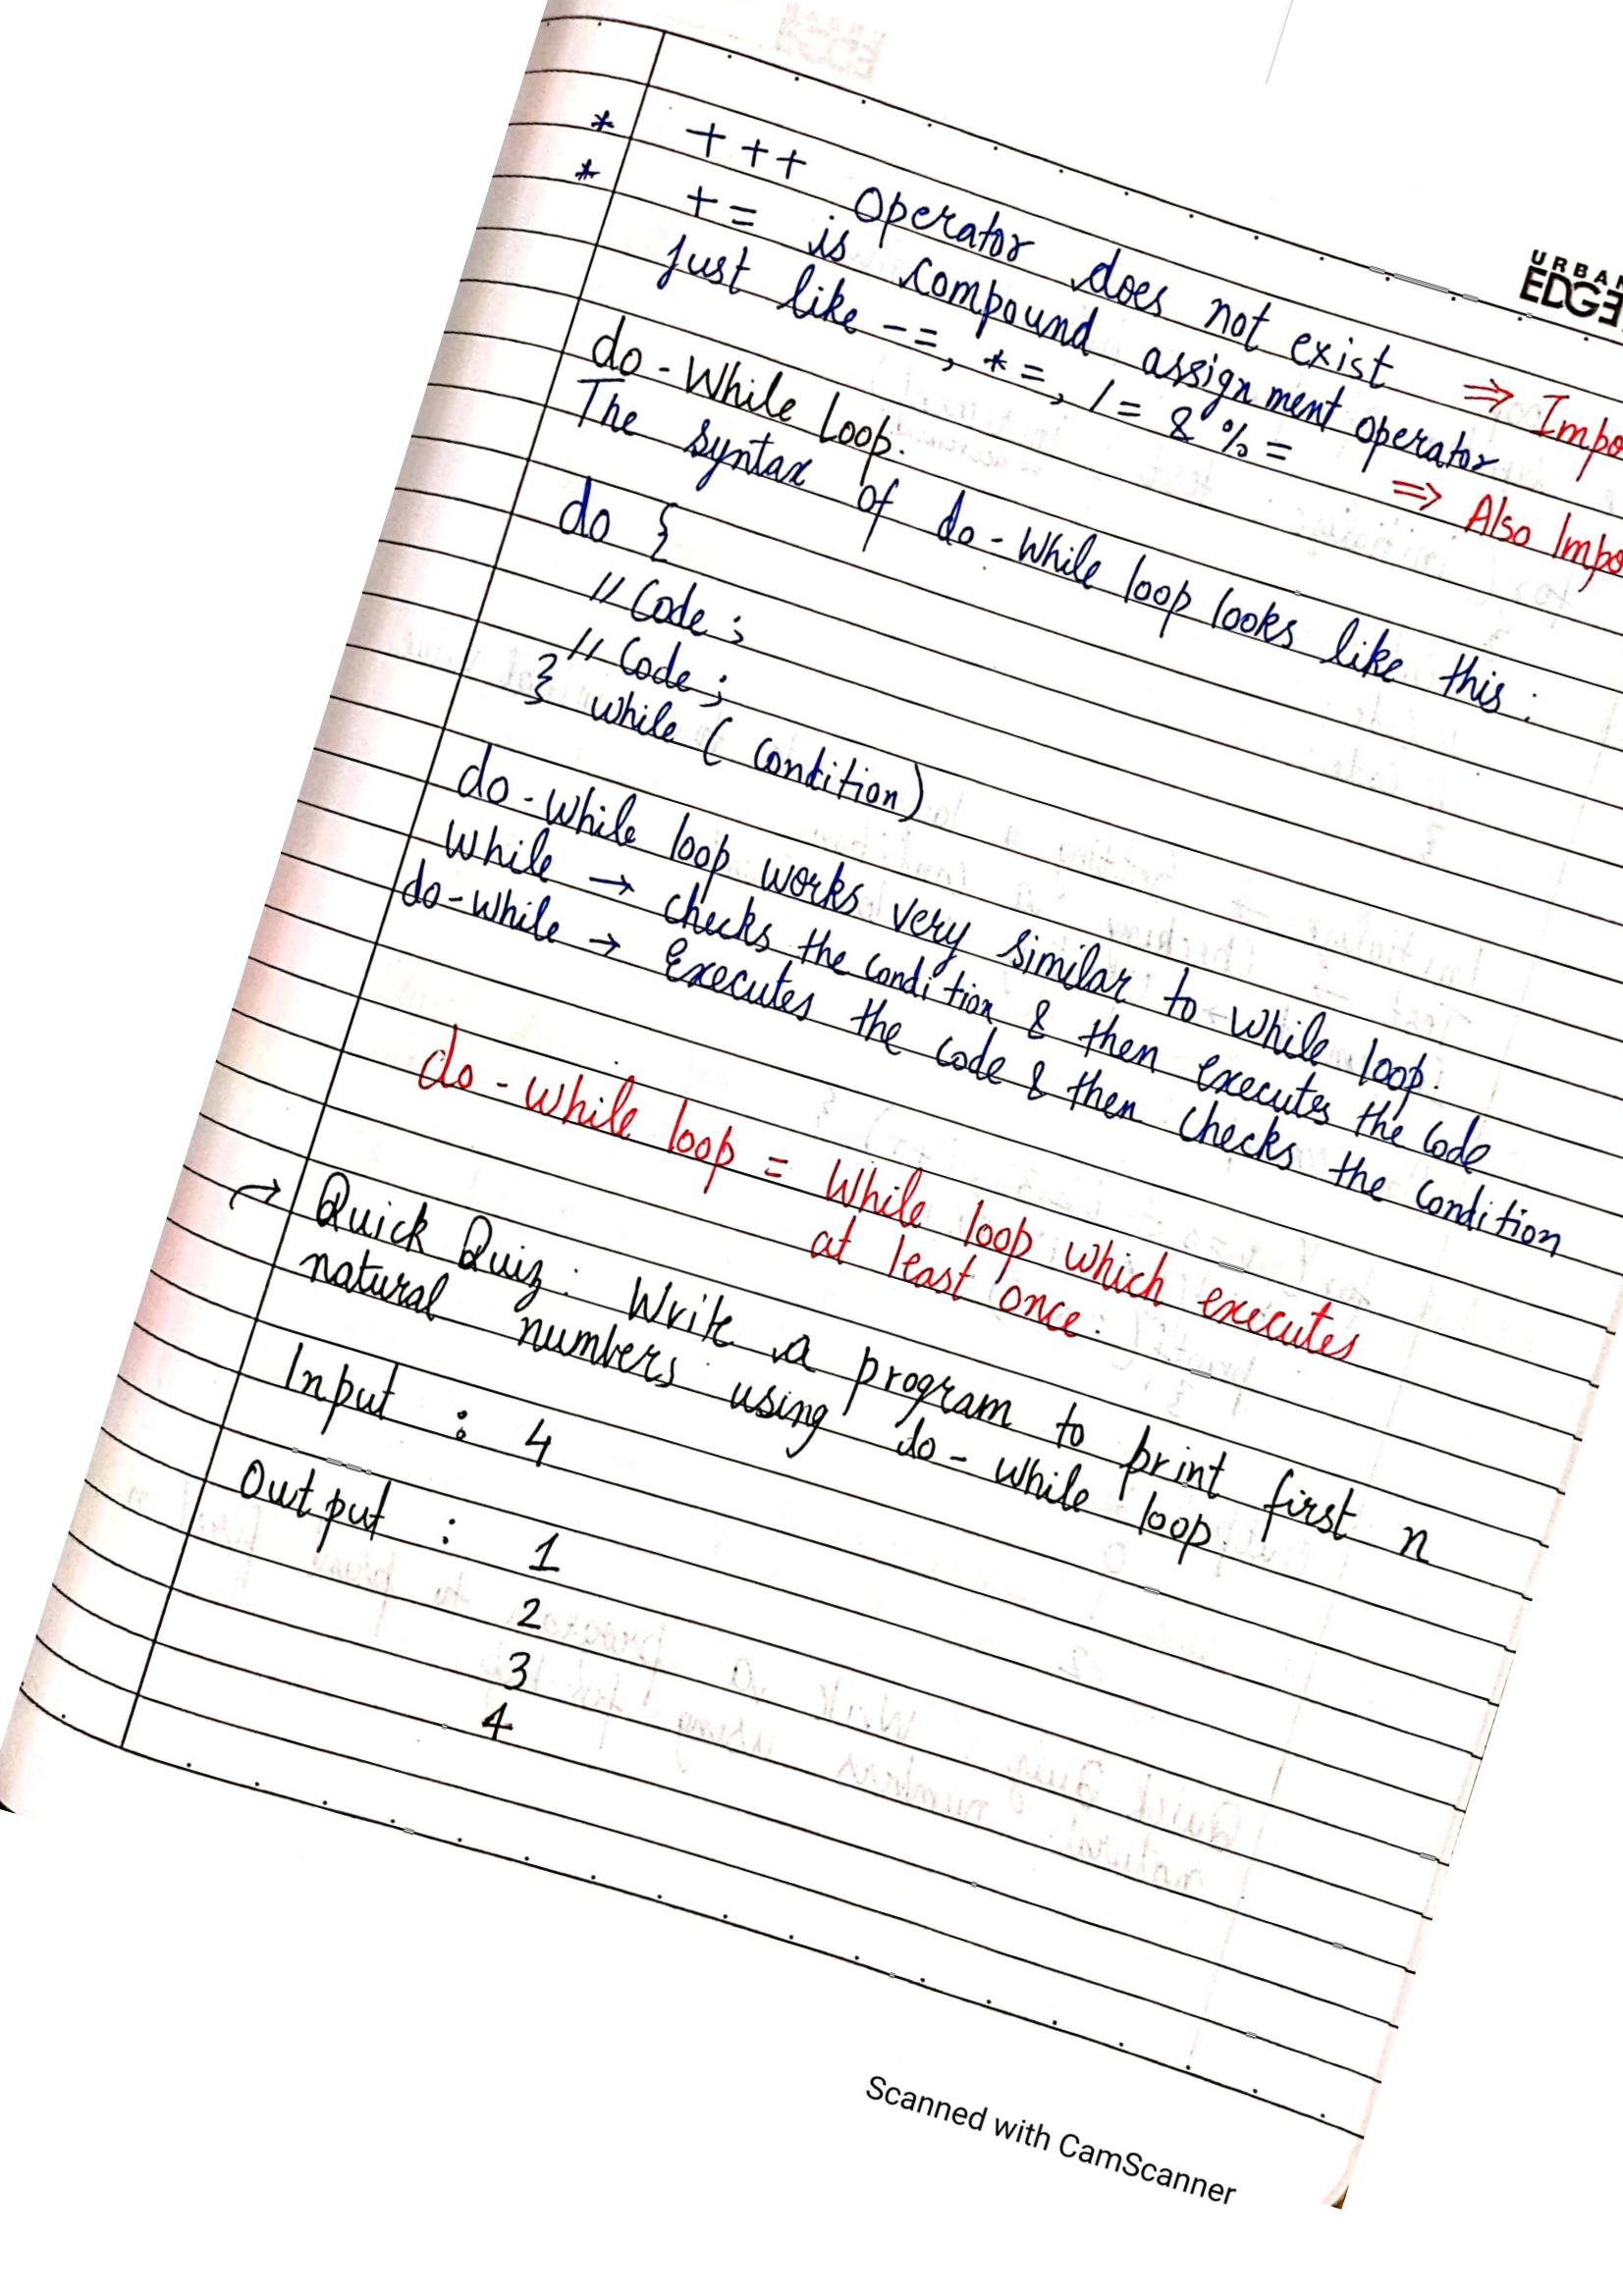 URBAN
EDGE
* +++ operator does not exist ⇒ Impo
* += is compound assignment operator
just like -=, *=, /= & %= ⇒ Also Impo
do-While Loop:
The syntax of do-while loop looks like this:
do {
// Code ;
// Code ;
} while ( Condition)
do-while loop works very similar to while loop.
While → checks the condition & then executes the code
do-while → Executes the code & then checks the condition
do-while loop = While loop which executes
at least once.
→ Quick Quiz: Write a program to print first n
natural numbers using do-while loop.
Input : 4
Output : 1
2
3
4
Scanned with CamScanner